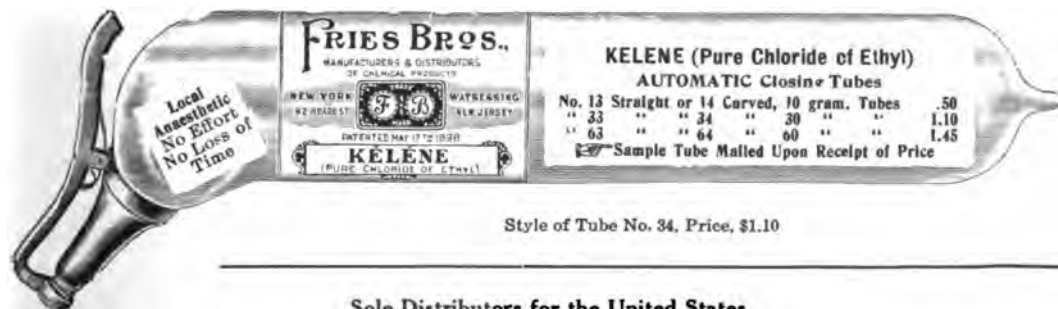 Local
Anaesthetic
No Effort
No Loss of
Time
FRIES BROS.,
MANUFACTURERS & DISTRIBUTORS
OF CHEMICAL PRODUCTS
NEW YORK
92 READE ST
F B
WATSESSING
NEW JERSEY
PATENTED MAY 17TH 1898
KÉLÈNE
(PURE CHLORIDE OF ETHYL)
KELENE (Pure Chloride of Ethyl)
AUTOMATIC Closing Tubes
No. 13 Straight or 14 Curved, 10 gram. Tubes .50
" 33 " " 34 " 30 " " 1.10
" 63 " " 64 " 60 " " 1.45
Sample Tube Mailed Upon Receipt of Price
Style of Tube No. 34, Price, $1.10
Sole Distributors for the United States